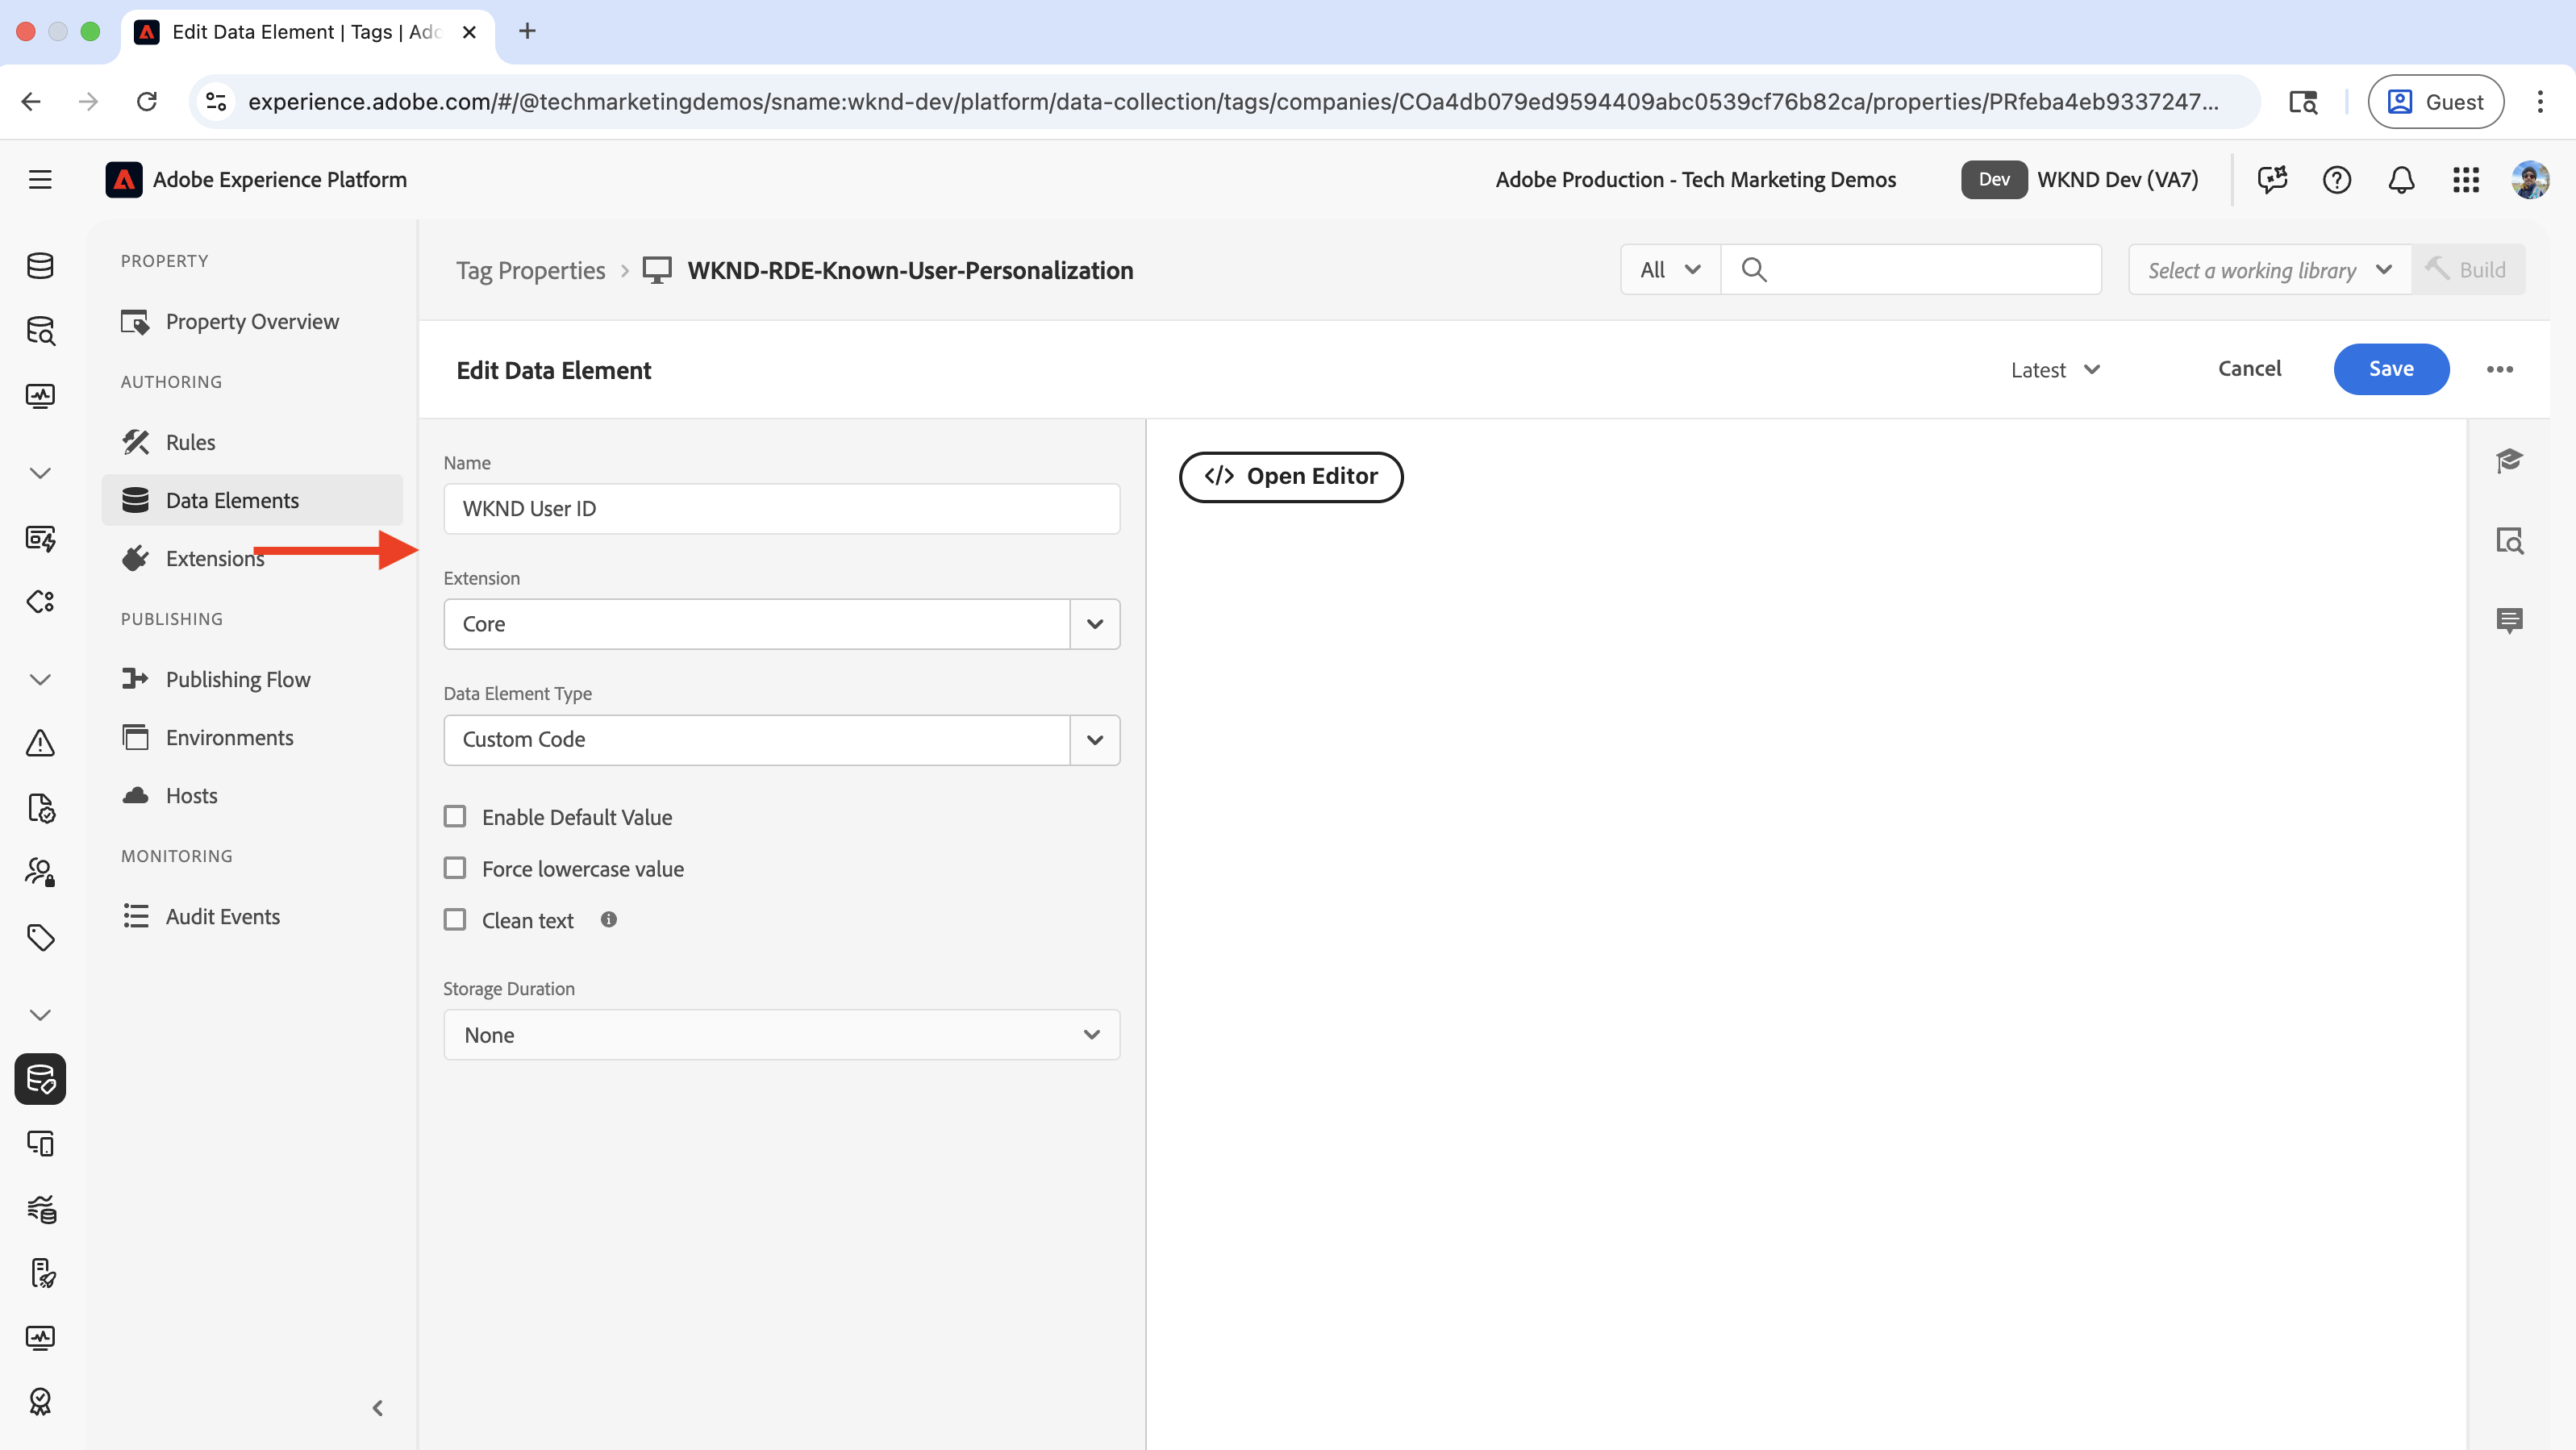 Edit Data Element | Tags | Ado
experience.adobe.com/#/@techmarketingdemos/sname:wknd-dev/platform/data-collection/tags/companies/COa4db079ed9594409abc0539cf76b82ca/properties/PRfeba4eb9337247...
Guest
Adobe Experience Platform
Adobe Production - Tech Marketing Demos
Dev
WKND Dev (VA7)
PROPERTY
Property Overview
AUTHORING
Rules
Data Elements
Extensions
PUBLISHING
Publishing Flow
Environments
Hosts
MONITORING
Audit Events
Tag Properties > WKND-RDE-Known-User-Personalization
All
Select a working library
Build
Edit Data Element
Latest
Cancel
Save
Name
WKND User ID
Extension
Core
Data Element Type
Custom Code
Enable Default Value
Force lowercase value
Clean text
Storage Duration
None
</> Open Editor